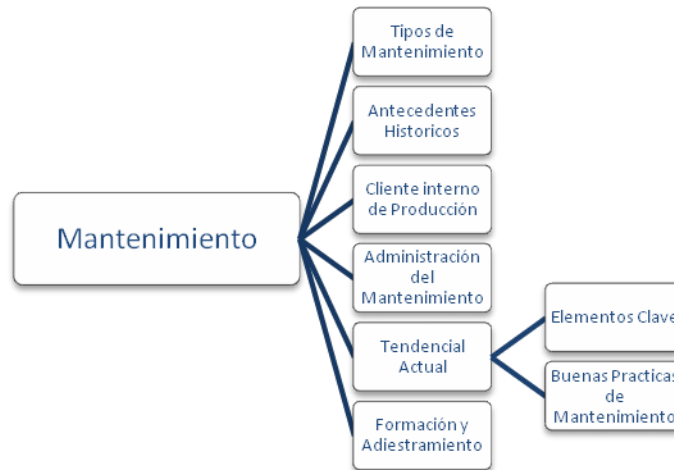 Mantenimiento
Tipos de
Mantenimiento
Antecedentes
Historicos
Cliente interno
de Producción
Administración
del
Mantenimiento
Tendencial
Actual
Formación y
Adiestramiento
Elementos Clave
Buenas Practicas
de
Mantenimiento